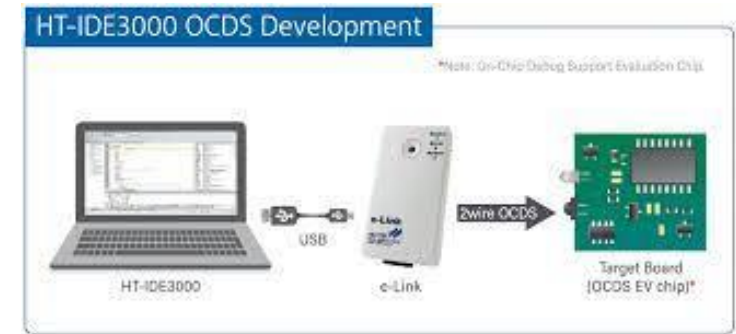 HT-IDE3000 OCDS Development
*Note: On-Chip Debug Support Evaluation Chip.
e-Link
2wire OCDS
USB
HT-IDE3000
e-Link
Target Board
(OCDS EV chip)*